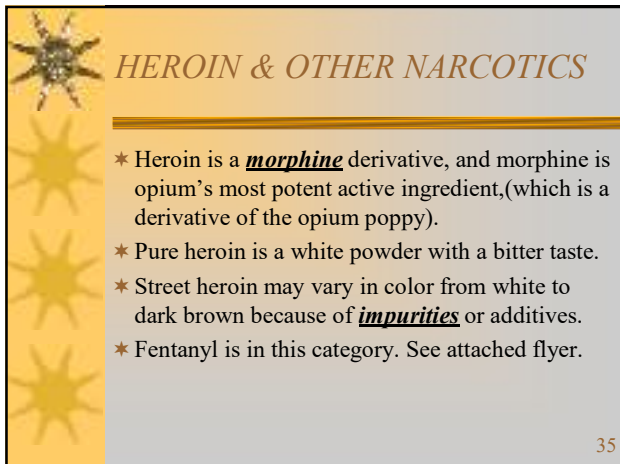 HEROIN & OTHER NARCOTICS
Heroin is a morphine derivative, and morphine is
opium’s most potent active ingredient,(which is a
derivative of the opium poppy).
Pure heroin is a white powder with a bitter taste.
Street heroin may vary in color from white to
dark brown because of impurities or additives.
Fentanyl is in this category. See attached flyer.
35